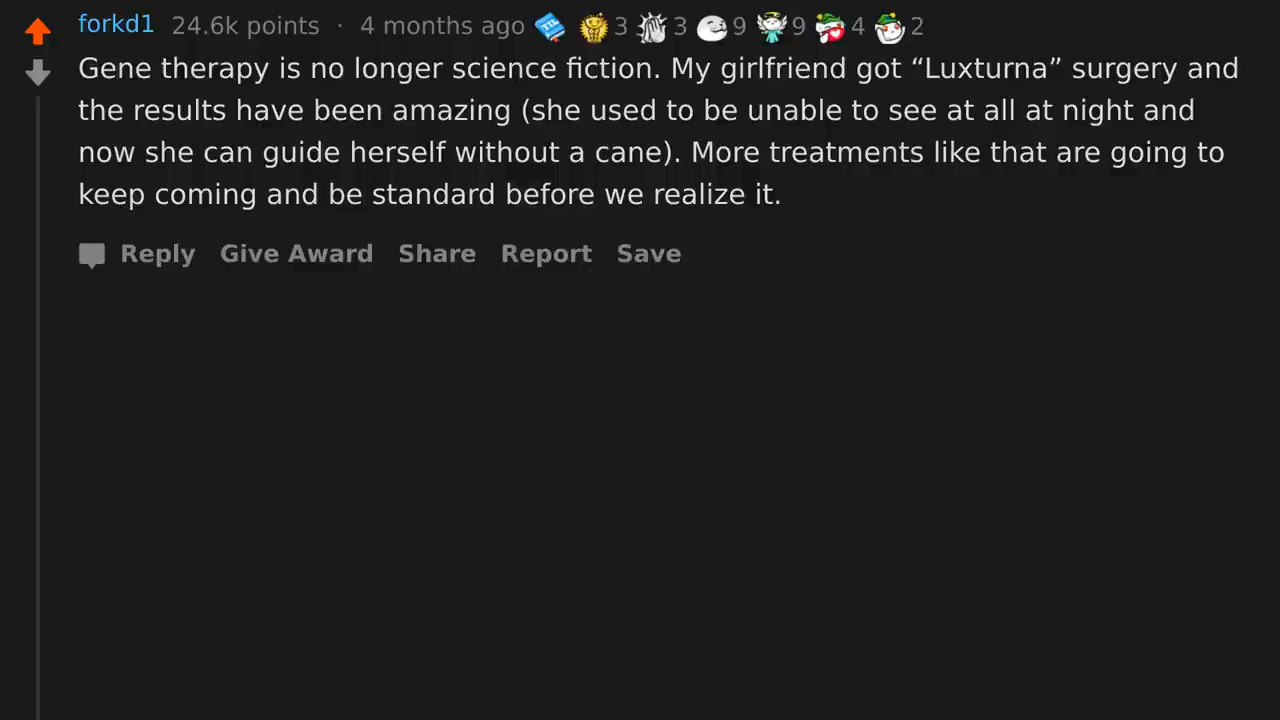 forkd1 24.6k points · 4 months ago 3 3 9 9 4 2
Gene therapy is no longer science fiction. My girlfriend got “Luxturna” surgery and
the results have been amazing (she used to be unable to see at all at night and
now she can guide herself without a cane). More treatments like that are going to
keep coming and be standard before we realize it.
Reply Give Award Share Report Save